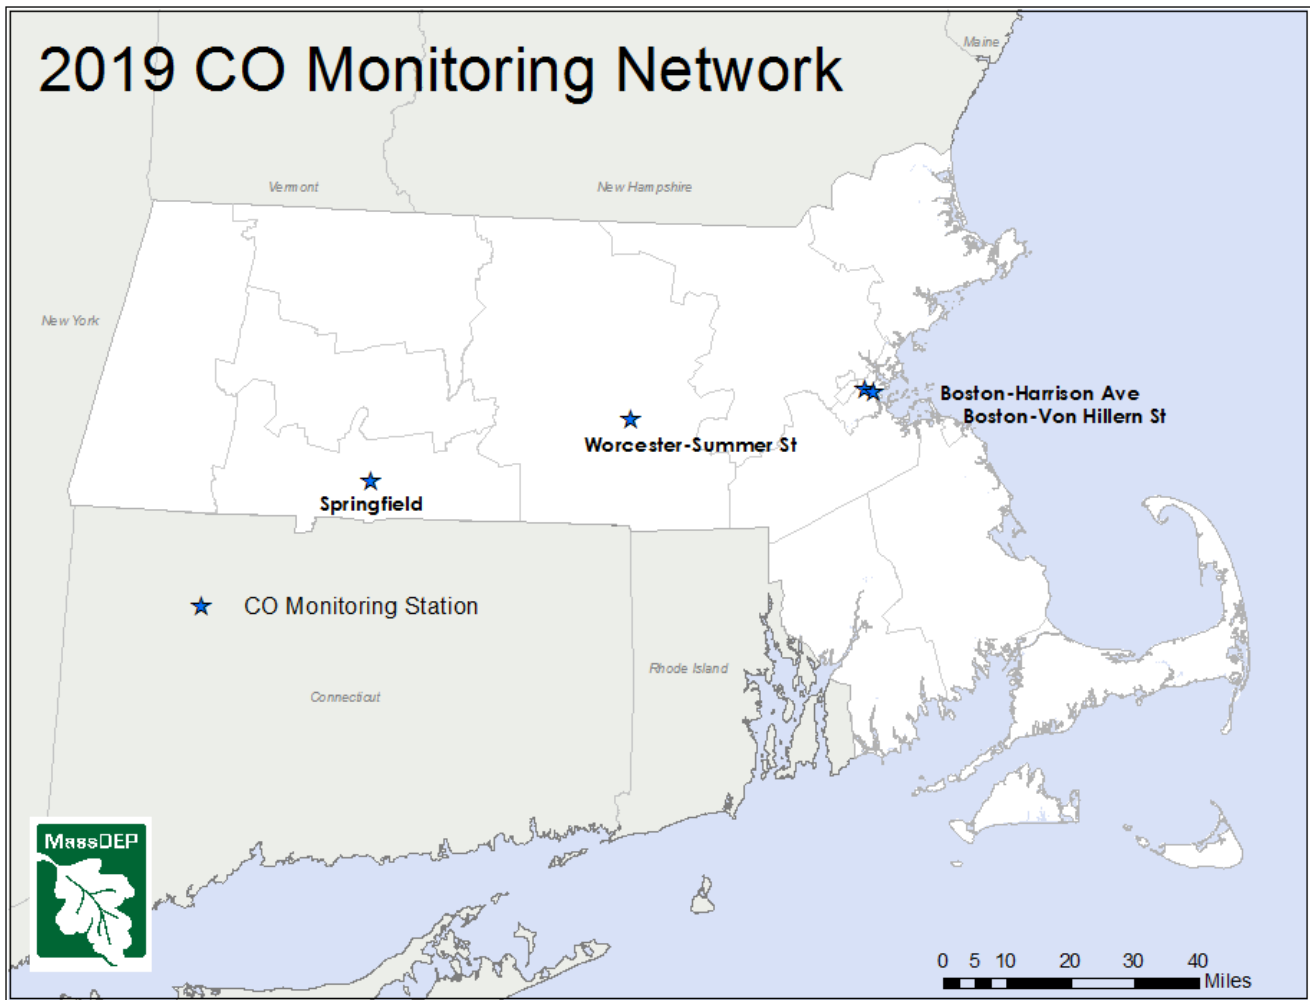 2019 CO Monitoring Network
Maine
Vermont
New Hampshire
New York
Boston-Harrison Ave
Boston-Von Hillern St
Worcester-Summer St
Springfield
CO Monitoring Station
Rhode Island
Connecticut
MassDEP
0 5 10 20 30 40
Miles